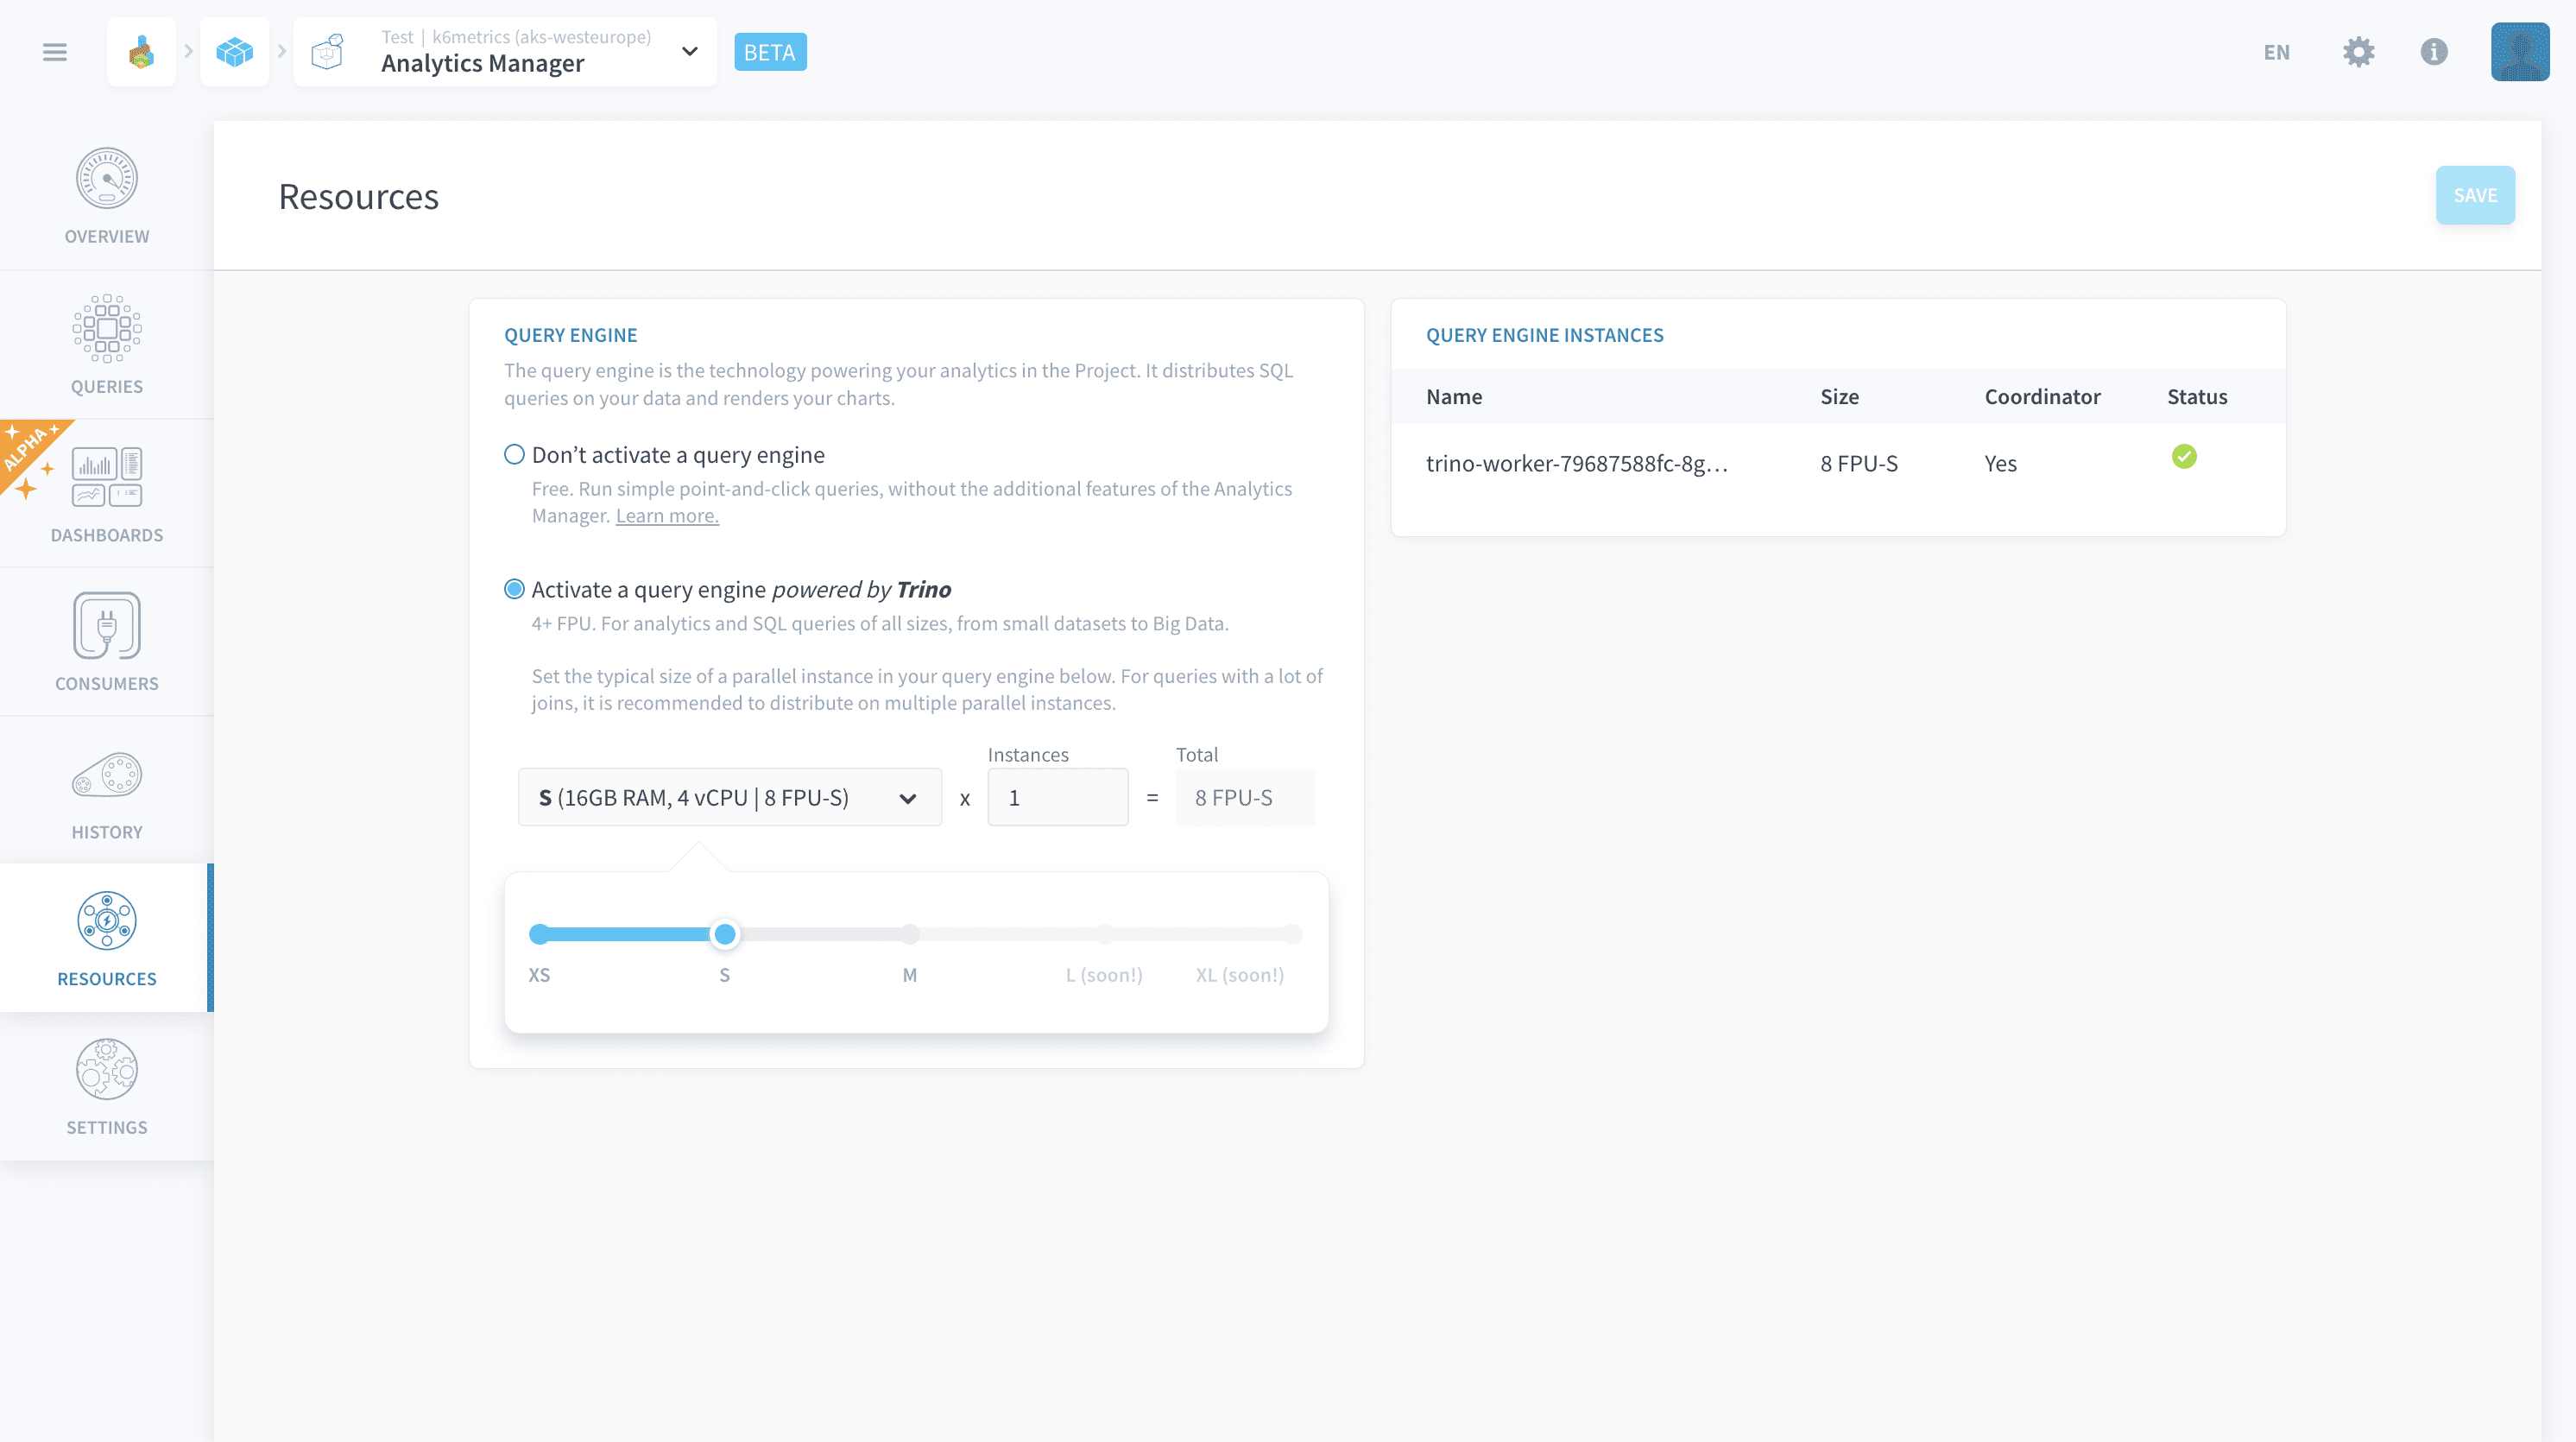 Test | k6metrics (aks-westeurope)
Analytics Manager
BETA
EN
OVERVIEW
QUERIES
ALPHA
DASHBOARDS
CONSUMERS
HISTORY
RESOURCES
SETTINGS
Resources
SAVE
QUERY ENGINE
The query engine is the technology powering your analytics in the Project. It distributes SQL
queries on your data and renders your charts.
Don’t activate a query engine
Free. Run simple point-and-click queries, without the additional features of the Analytics
Manager. Learn more.
Activate a query engine powered by Trino
4+ FPU. For analytics and SQL queries of all sizes, from small datasets to Big Data.
Set the typical size of a parallel instance in your query engine below. For queries with a lot of
joins, it is recommended to distribute on multiple parallel instances.
Instances Total
S (16GB RAM, 4 vCPU | 8 FPU-S) x 1 = 8 FPU-S
XS S M L (soon!) XL (soon!)
QUERY ENGINE INSTANCES
Name Size Coordinator Status
trino-worker-79687588fc-8g… 8 FPU-S Yes